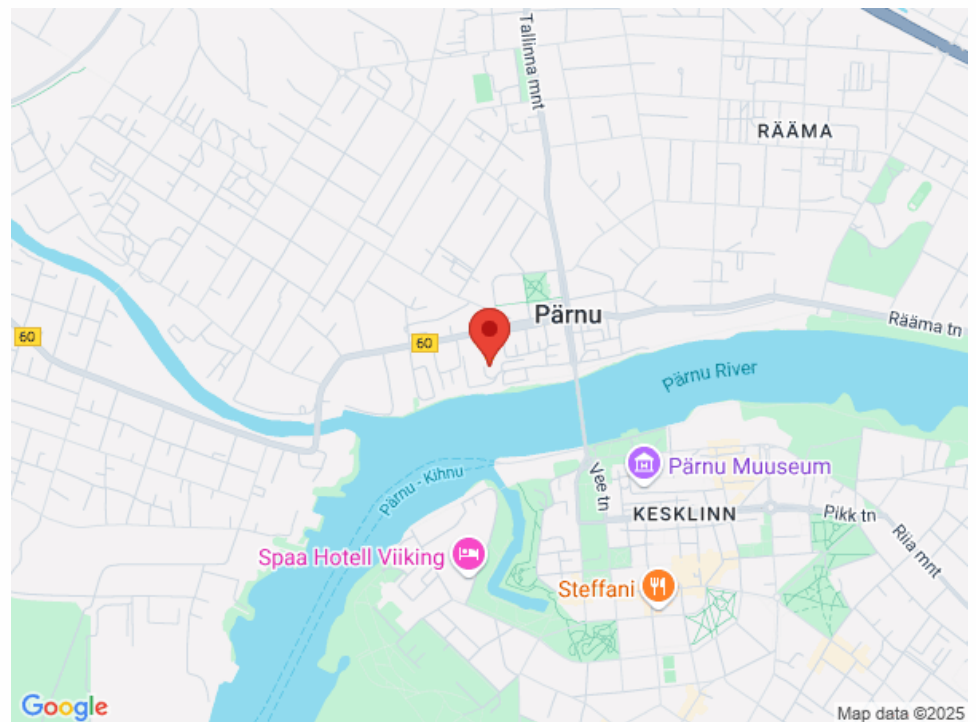 Tallinna mnt
RÄÄMA
Pärnu
Rääma tn
60
60
Pärnu River
Pärnu - Kihnu
Vee tn
Pärnu Muuseum
KESKLINN
Pikk tn
Riia mnt
Spaa Hotell Viiking
Steffani
Google
Map data ©2025